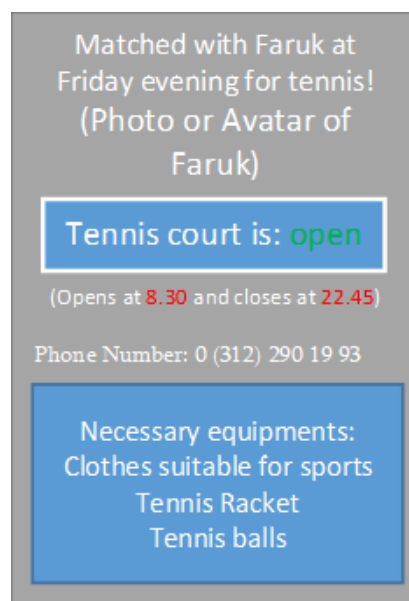 Matched with Faruk at
Friday evening for tennis!
(Photo or Avatar of
Faruk)
Tennis court is: open
(Opens at 8.30 and closes at 22.45)
Phone Number: 0 (312) 290 19 93
Necessary equipments:
Clothes suitable for sports
Tennis Racket
Tennis balls